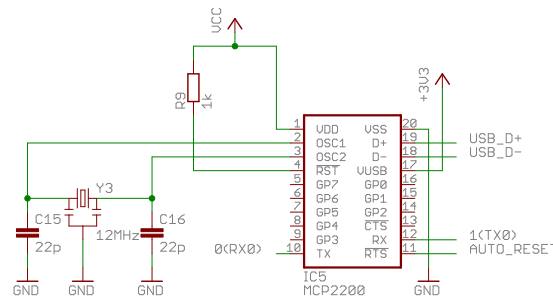 VCC
+3V3
R9
1k
1 VDD VSS 20
2 OSC1 D+ 19 USB_D+
3 OSC2 D- 18 USB_D-
4 RST VUSB 17
5 GP7 GP0 16
6 GP6 GP1 15
7 GP5 GP2 14
8 GP4 CTS 13
9 GP3 RX 12 1(TX0)
0(RX0) 10 TX RTS 11 AUTO_RESET
Y3
12MHz
C15
22p
C16
22p
IC5
MCP2200
GND
GND
GND
GND